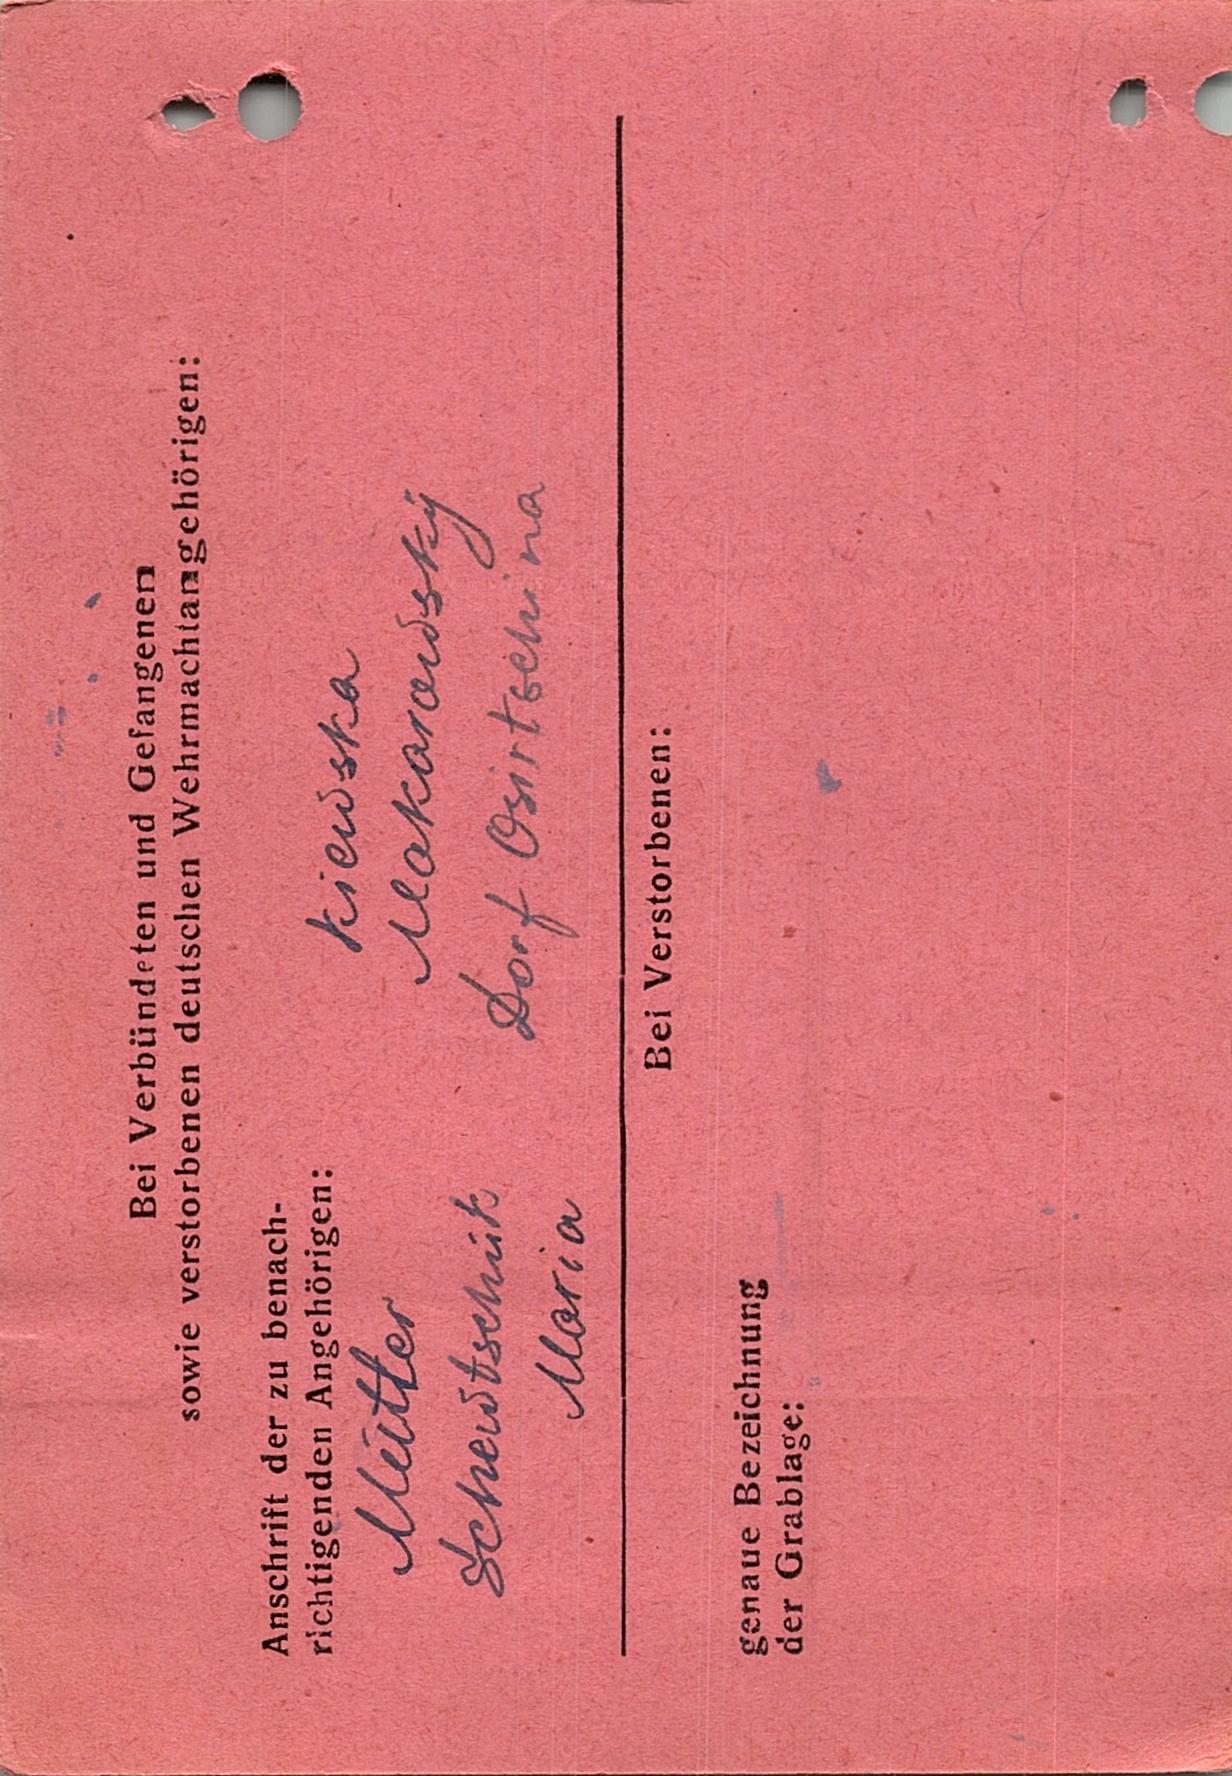 Bei Verbündeten und Gefangenen
sowie verstorbenen deutschen Wehrmachtangehörigen:
Anschrift der zu benach-
richtigenden Angehörigen:
Mutter
Schewtschuk
Maria
Kiewska
Makarowskij
Dorf Ositschina
Bei Verstorbenen:
genaue Bezeichnung
der Grablage: